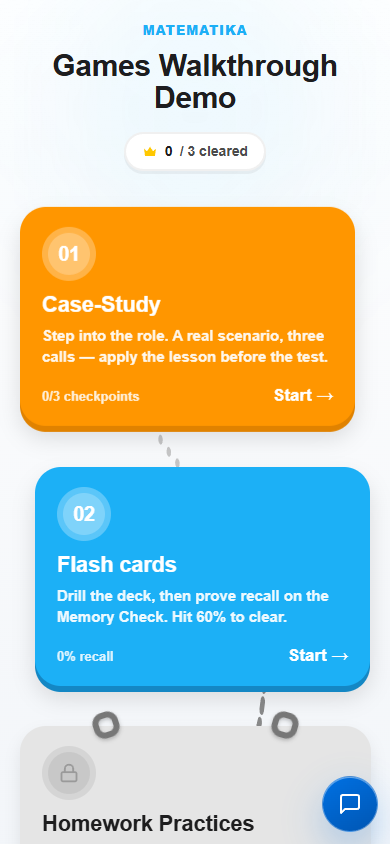 MATEMATIKA
Games Walkthrough
Demo
0 / 3 cleared
01
Case-Study
Step into the role. A real scenario, three
calls — apply the lesson before the test.
0/3 checkpoints
Start →
02
Flash cards
Drill the deck, then prove recall on the
Memory Check. Hit 60% to clear.
0% recall
Start →
Homework Practices